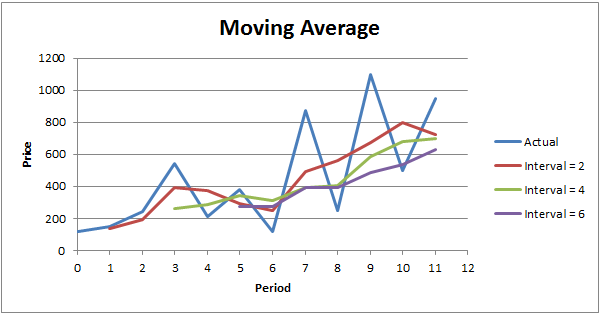 Moving Average
1200
1000
800
600
400
200
0
Price
0 1 2 3 4 5 6 7 8 9 10 11 12
Period
Actual
Interval = 2
Interval = 4
Interval = 6